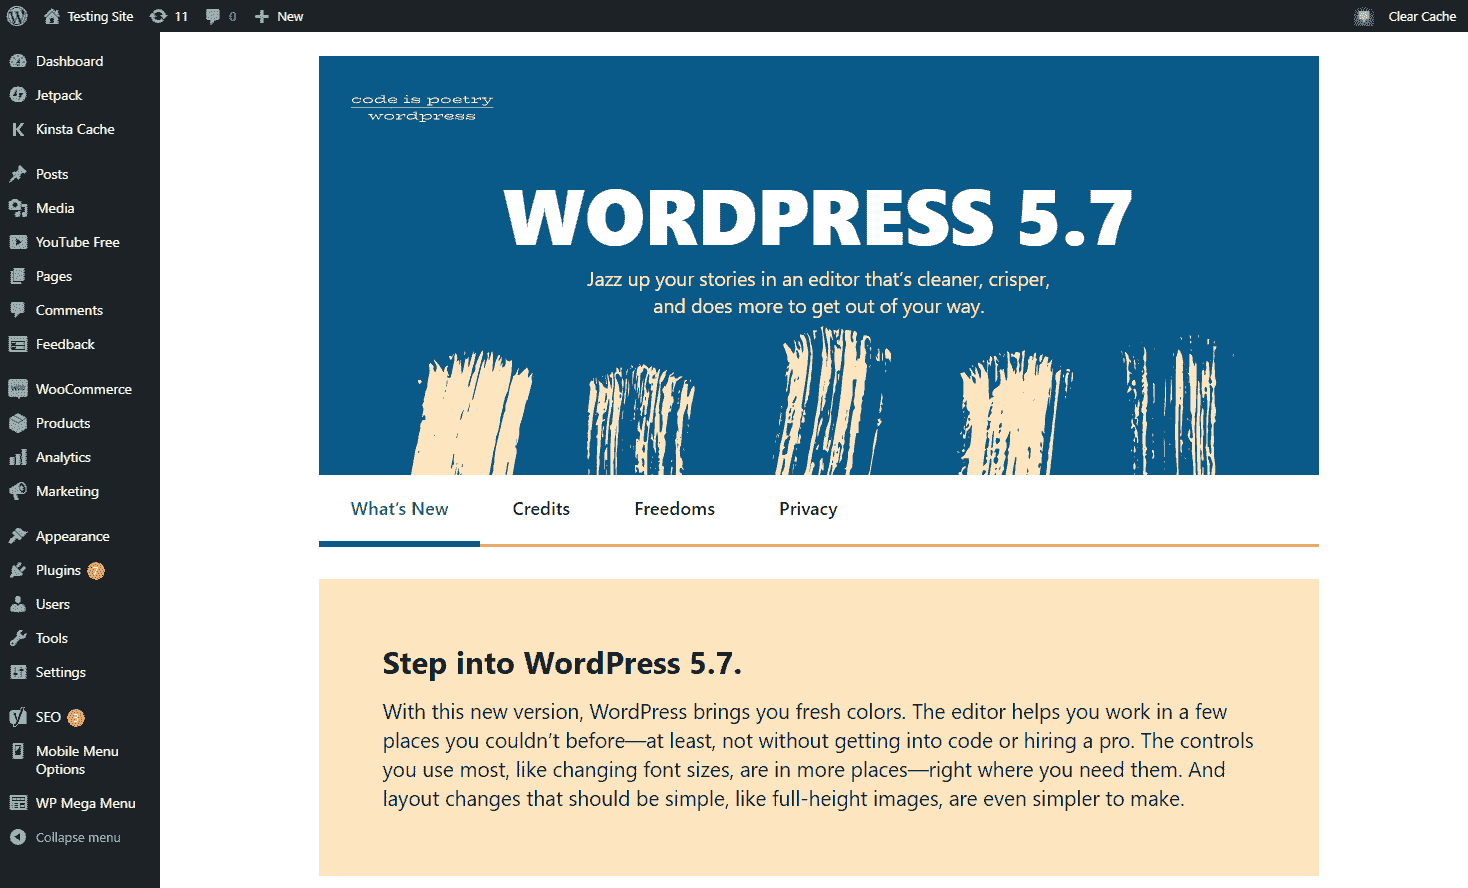 Testing Site 11 0 New Clear Cache
Dashboard
Jetpack
Kinsta Cache
Posts
Media
YouTube Free
Pages
Comments
Feedback
WooCommerce
Products
Analytics
Marketing
Appearance
Plugins 7
Users
Tools
Settings
SEO 3
Mobile Menu
Options
WP Mega Menu
Collapse menu
code is poetry
wordpress
WORDPRESS 5.7
Jazz up your stories in an editor that’s cleaner, crisper,
and does more to get out of your way.
What’s New Credits Freedoms Privacy
Step into WordPress 5.7.
With this new version, WordPress brings you fresh colors. The editor helps you work in a few
places you couldn’t before—at least, not without getting into code or hiring a pro. The controls
you use most, like changing font sizes, are in more places—right where you need them. And
layout changes that should be simple, like full-height images, are even simpler to make.